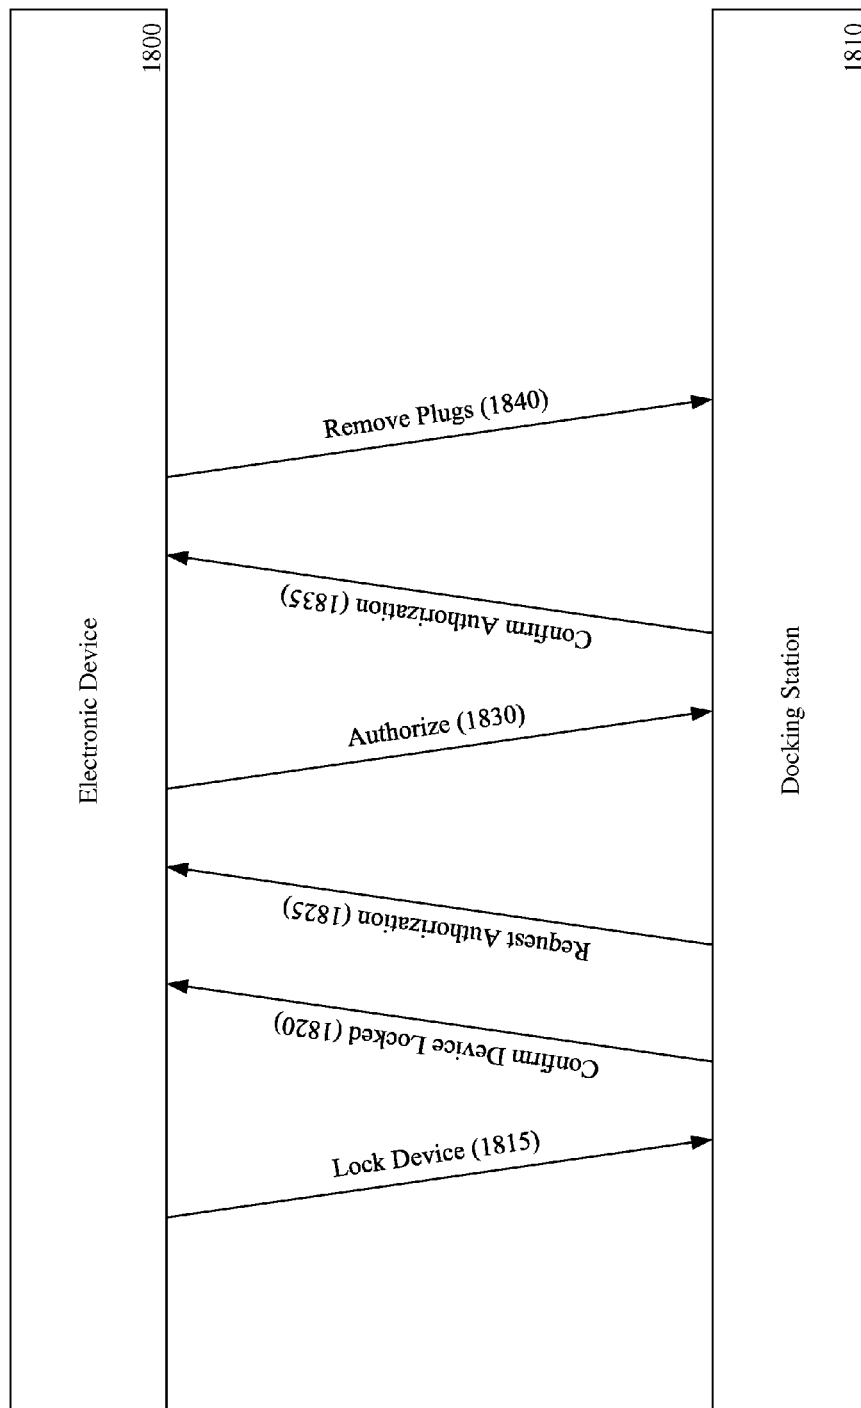 1800
Electronic Device
Lock Device (1815)
Confirm Device Locked (1820)
Request Authorization (1825)
Authorize (1830)
Confirm Authorization (1835)
Remove Plugs (1840)
Docking Station
1810